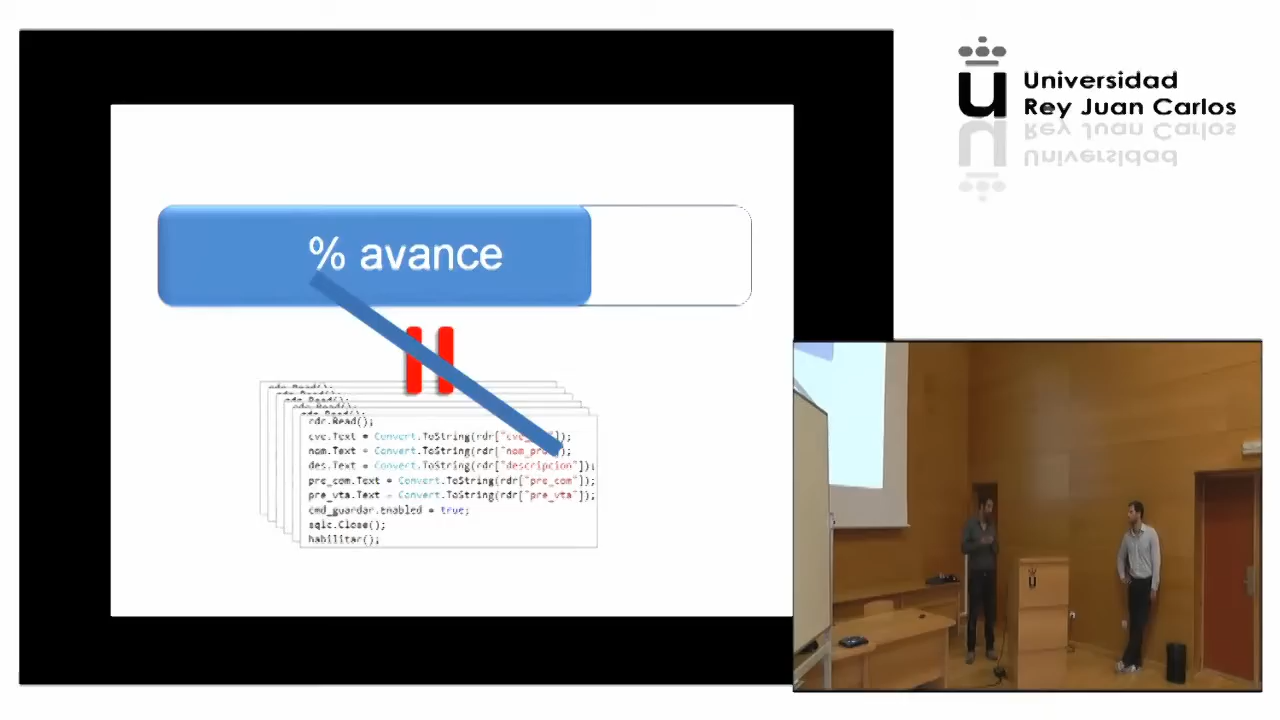 % avance
rdr.Read();
cve.Text = Convert.ToString(rdr["cve
nom.Text = Convert.ToString(rdr["nom_pro
des.Text = Convert.ToString(rdr["descripcion"]);
pre_com.Text = Convert.ToString(rdr["pre_com"]);
pre_vta.Text = Convert.ToString(rdr["pre_vta"]);
cmd_guardar.Enabled = true;
sqlc.Close();
habilitar();
Universidad
Rey Juan Carlos